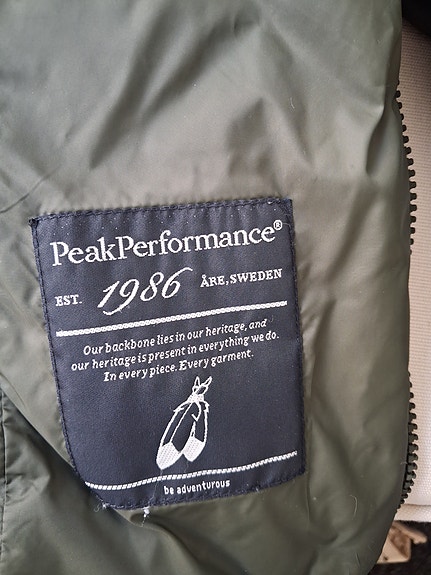 PeakPerformance®
EST. 1986 ÅRE, SWEDEN
Our backbone lies in our heritage, and
our heritage is present in everything we do.
In every piece. Every garment.
be adventurous